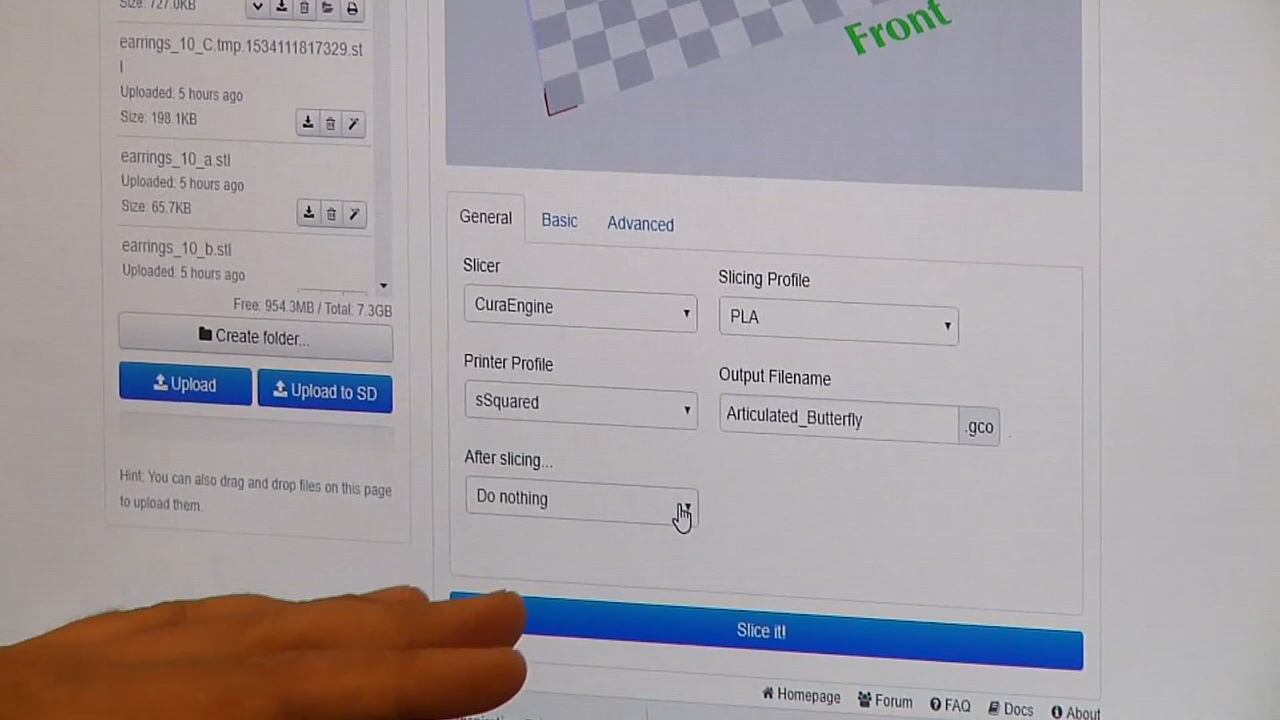 Size: 727.0KB
earrings_10_C.tmp.1534111817329.st
l
Uploaded: 5 hours ago
Size: 198.1KB
earrings_10_a.stl
Uploaded: 5 hours ago
Size: 65.7KB
earrings_10_b.stl
Uploaded: 5 hours ago
Free: 954.3MB / Total: 7.3GB
Create folder...
Upload
Upload to SD
Hint: You can also drag and drop files on this page
to upload them.
Front
General
Basic
Advanced
Slicer
CuraEngine
Slicing Profile
PLA
Printer Profile
sSquared
Output Filename
Articulated_Butterfly
.gco
After slicing...
Do nothing
Slice it!
Homepage
Forum
FAQ
Docs
About